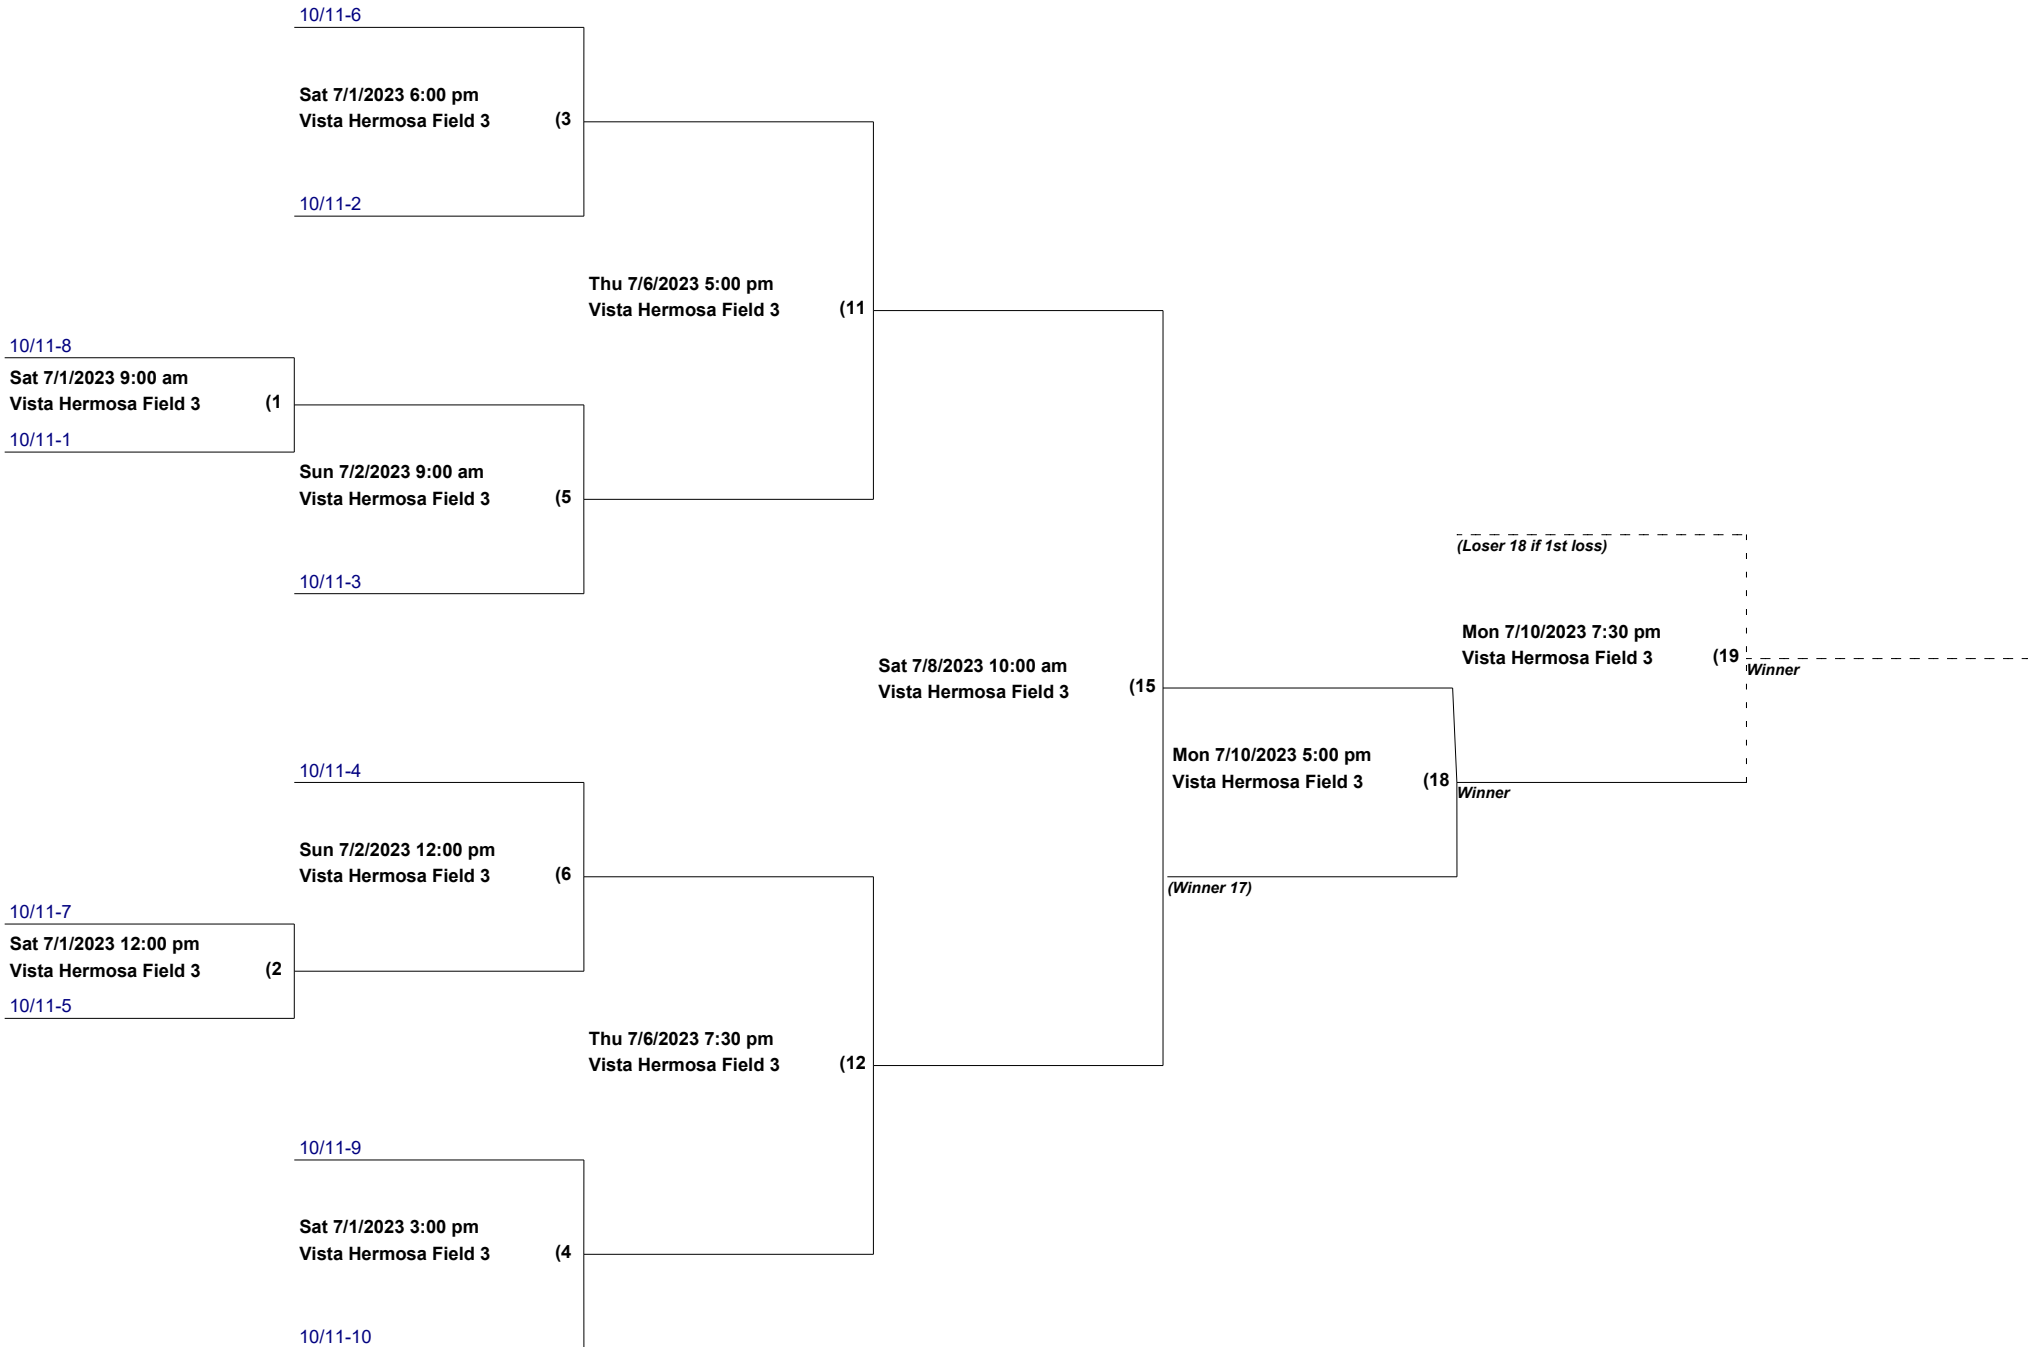 10/11-6
Sat 7/1/2023 6:00 pm
Vista Hermosa Field 3 (3
10/11-2
Thu 7/6/2023 5:00 pm
Vista Hermosa Field 3 (11
10/11-8
Sat 7/1/2023 9:00 am
Vista Hermosa Field 3 (1
10/11-1
Sun 7/2/2023 9:00 am
Vista Hermosa Field 3 (5
10/11-3
(Loser 18 if 1st loss)
Mon 7/10/2023 7:30 pm
Vista Hermosa Field 3 (19
Winner
Sat 7/8/2023 10:00 am
Vista Hermosa Field 3 (15
Mon 7/10/2023 5:00 pm
Vista Hermosa Field 3 (18
Winner
10/11-4
Sun 7/2/2023 12:00 pm
Vista Hermosa Field 3 (6
(Winner 17)
10/11-7
Sat 7/1/2023 12:00 pm
Vista Hermosa Field 3 (2
10/11-5
Thu 7/6/2023 7:30 pm
Vista Hermosa Field 3 (12
10/11-9
Sat 7/1/2023 3:00 pm
Vista Hermosa Field 3 (4
10/11-10